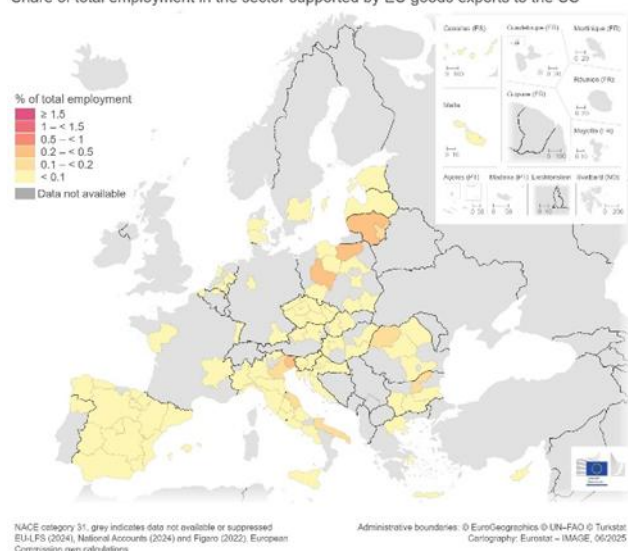 Share of total employment in the sector supported by EU goods exports to the US
% of total employment
≥ 1.5
1 – < 1.5
0.5 – < 1
0.2 – < 0.5
0.1 – < 0.2
< 0.1
Data not available
Canarias (ES)
Guadeloupe (FR)
Martinique (FR)
Réunion (FR)
Guyane (FR)
Malta
Mayotte (FR)
Açores (PT)
Madeira (PT)
Liechtenstein
Svalbard (NO)
NACE category 31, grey indicates data not available or suppressed
EU-LFS (2024), National Accounts (2024) and Figaro (2022), European
Commission own calculations
Administrative boundaries: © EuroGeographics © UN–FAO © Turkstat
Cartography: Eurostat – IMAGE, 06/2025